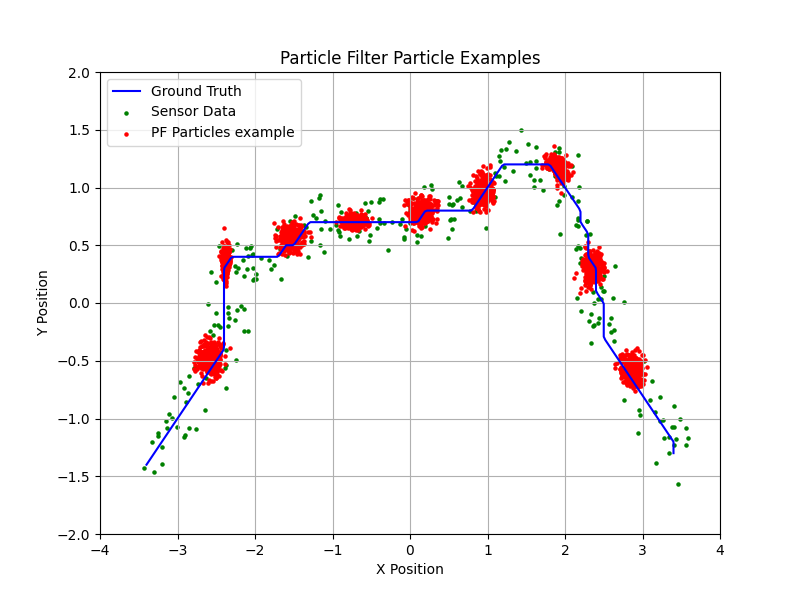 Particle Filter Particle Examples
2.0
1.5
1.0
0.5
0.0
−0.5
−1.0
−1.5
−2.0
Y Position
Ground Truth
Sensor Data
PF Particles example
−4 −3 −2 −1 0 1 2 3 4
X Position